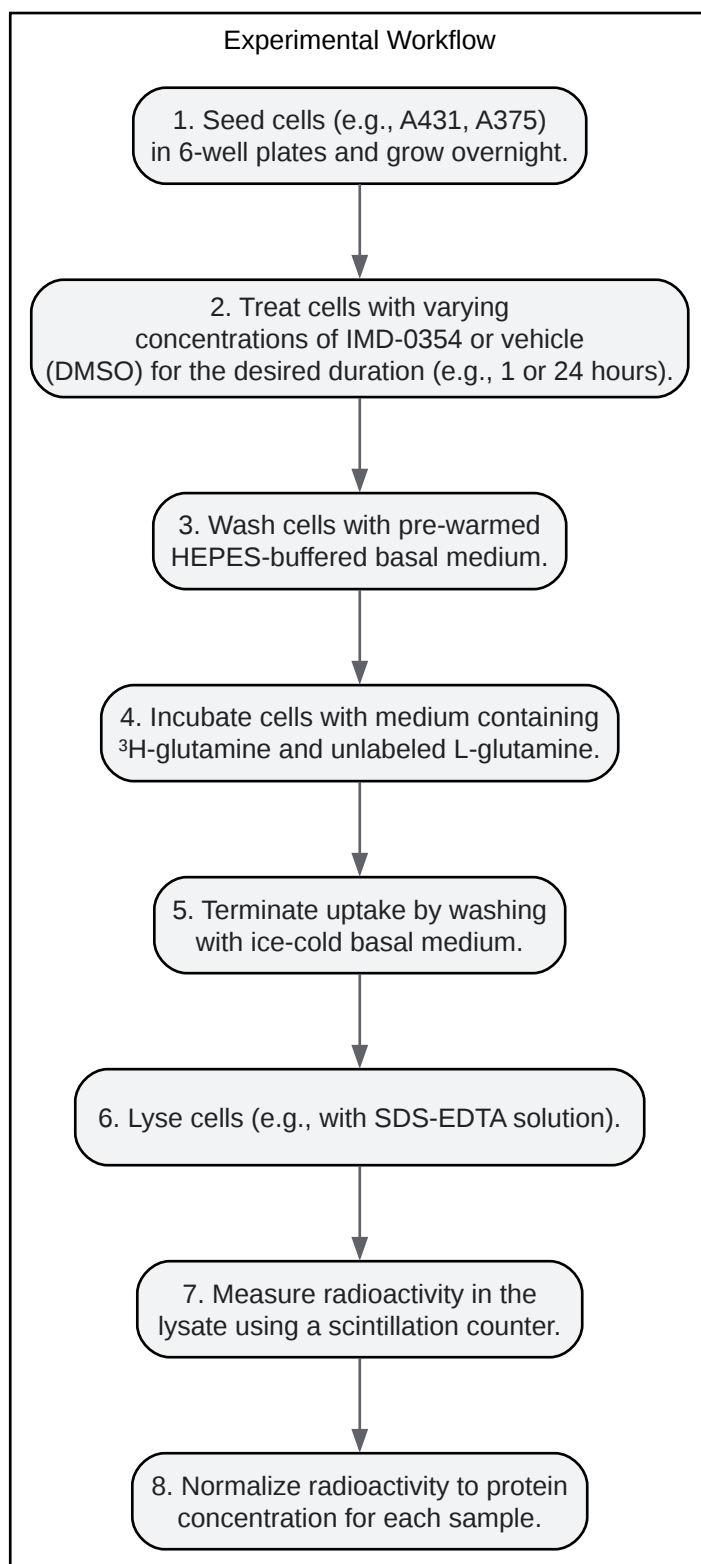 Experimental Workflow
1. Seed cells (e.g., A431, A375)
in 6-well plates and grow overnight.
2. Treat cells with varying
concentrations of IMD-0354 or vehicle
(DMSO) for the desired duration (e.g., 1 or 24 hours).
3. Wash cells with pre-warmed
HEPES-buffered basal medium.
4. Incubate cells with medium containing
³H-glutamine and unlabeled L-glutamine.
5. Terminate uptake by washing
with ice-cold basal medium.
6. Lyse cells (e.g., with SDS-EDTA solution).
7. Measure radioactivity in the
lysate using a scintillation counter.
8. Normalize radioactivity to protein
concentration for each sample.